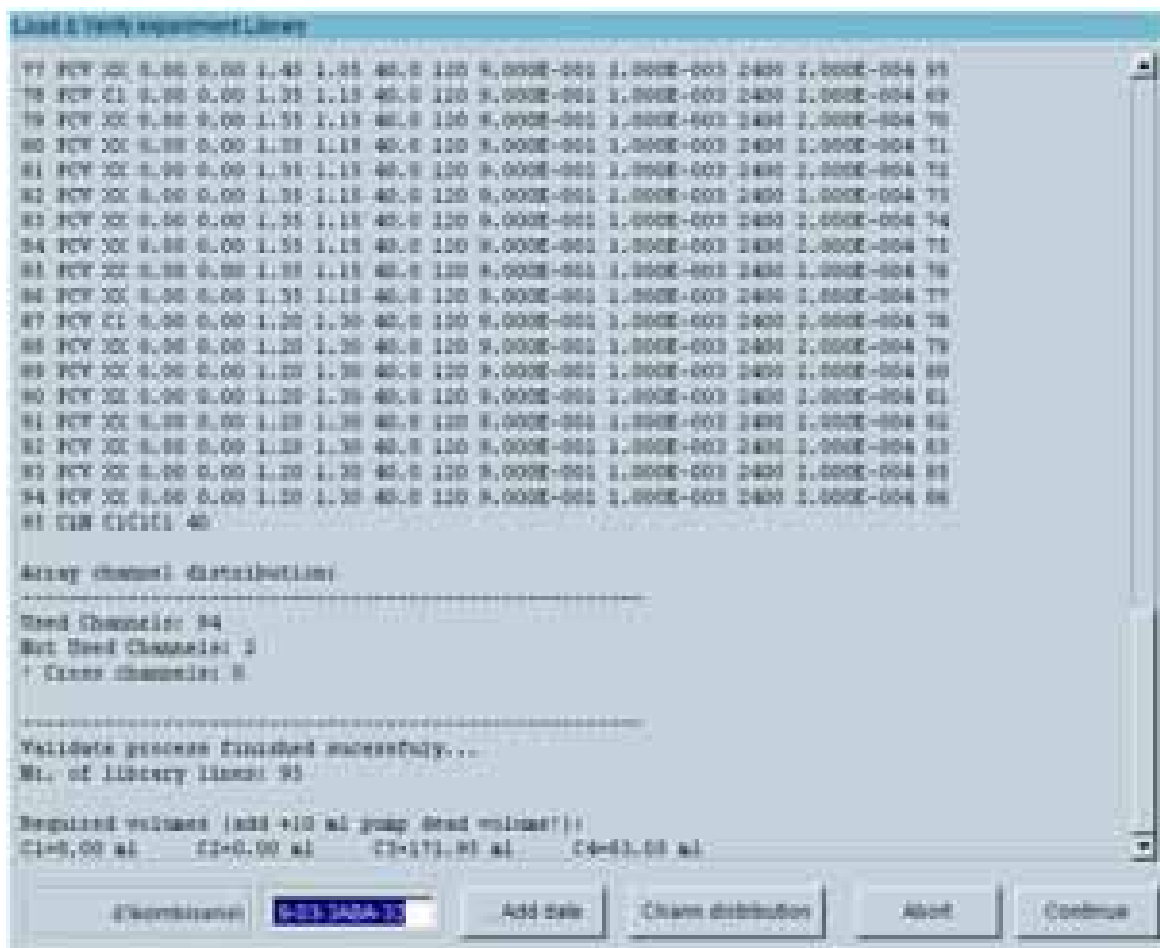 Load & Verify experiment Library
77 PCV XX 0.00 0.00 1.45 1.05 40.0 120 9.000E-001 1.000E-003 2400 1.000E-004
78 PCV C1 0.00 0.00 1.35 1.15 40.0 120 9.000E-001 1.000E-003 2400 1.000E-004 69
79 PCV XX 0.00 0.00 1.35 1.15 40.0 120 9.000E-001 1.000E-003 2400 1.000E-004 70
80 PCV XX 0.00 0.00 1.35 1.15 40.0 120 9.000E-001 1.000E-003 2400 1.000E-004 71
81 PCV XX 0.00 0.00 1.35 1.15 40.0 120 9.000E-001 1.000E-003 2400 1.000E-004 72
82 PCV XX 0.00 0.00 1.35 1.15 40.0 120 9.000E-001 1.000E-003 2400 1.000E-004 73
83 PCV XX 0.00 0.00 1.35 1.15 40.0 120 9.000E-001 1.000E-003 2400 1.000E-004 74
84 PCV XX 0.00 0.00 1.35 1.15 40.0 120 9.000E-001 1.000E-003 2400 1.000E-004 75
85 PCV XX 0.00 0.00 1.35 1.15 40.0 120 9.000E-001 1.000E-003 2400 1.000E-004 76
86 PCV XX 0.00 0.00 1.35 1.15 40.0 120 9.000E-001 1.000E-003 2400 1.000E-004 77
87 PCV C1 0.00 0.00 1.20 1.30 40.0 120 9.000E-001 1.000E-003 2400 1.000E-004 78
88 PCV XX 0.00 0.00 1.20 1.30 40.0 120 9.000E-001 1.000E-003 2400 1.000E-004 79
89 PCV XX 0.00 0.00 1.20 1.30 40.0 120 9.000E-001 1.000E-003 2400 1.000E-004 80
90 PCV XX 0.00 0.00 1.20 1.30 40.0 120 9.000E-001 1.000E-003 2400 1.000E-004 81
91 PCV XX 0.00 0.00 1.20 1.30 40.0 120 9.000E-001 1.000E-003 2400 1.000E-004 82
92 PCV XX 0.00 0.00 1.20 1.30 40.0 120 9.000E-001 1.000E-003 2400 1.000E-004 83
93 PCV XX 0.00 0.00 1.20 1.30 40.0 120 9.000E-001 1.000E-003 2400 1.000E-004 85
94 PCV XX 0.00 0.00 1.20 1.30 40.0 120 9.000E-001 1.000E-003 2400 1.000E-004 86
95 40
Array channel distribution:
Used Channels: 94
Not Used Channels: 2
channels: 0
Validate process finished sucessfuly...
No. of library lines: 95
Required volumes (add +10 ml pump dead volume!):
C1=0,00 ml C2=0.00 ml ml ml
Add date Chann distribution Abort Continue